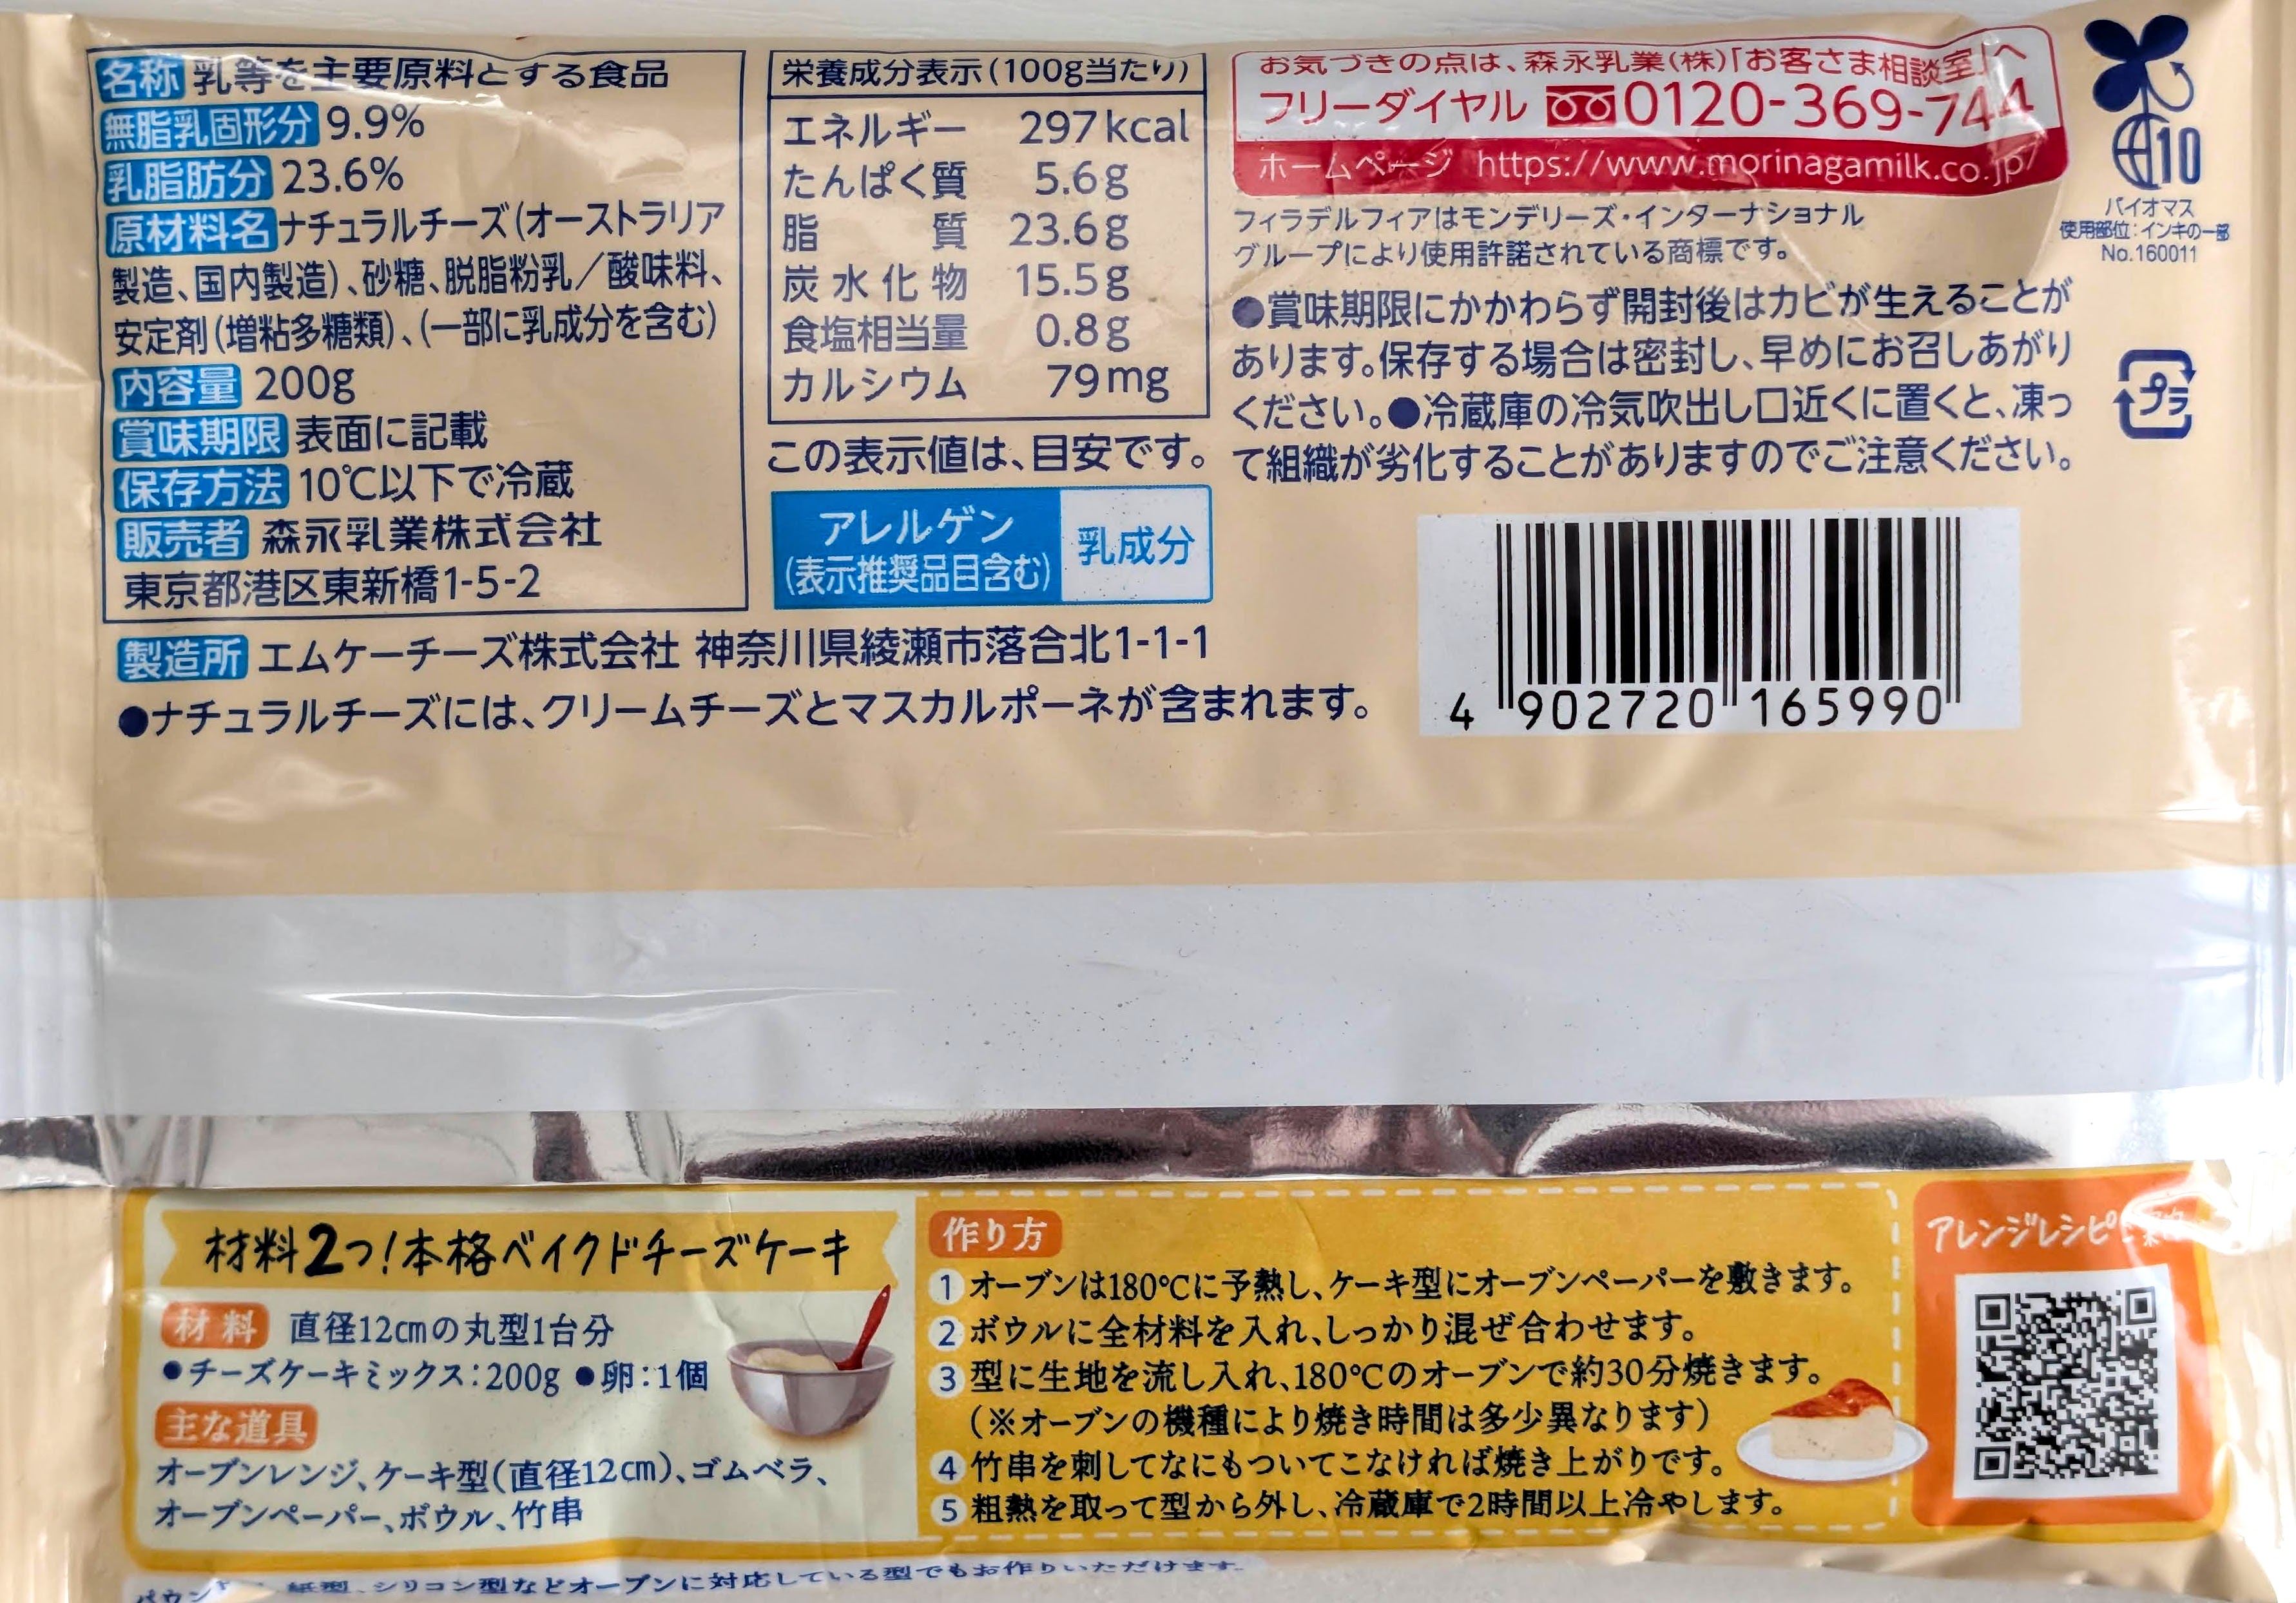 名称 乳等を主要原料とする食品
無脂乳固形分 9.9%
乳脂肪分 23.6%
原材料名 ナチュラルチーズ(オーストラリア
製造、国内製造)、砂糖、脱脂粉乳／酸味料、
安定剤(増粘多糖類)、(一部に乳成分を含む)
内容量 200g
賞味期限 表面に記載
保存方法 10℃以下で冷蔵
販売者 森永乳業株式会社
東京都港区東新橋1-5-2
製造所 エムケーチーズ株式会社 神奈川県綾瀬市落合北1-1-1
●ナチュラルチーズには、クリームチーズとマスカルポーネが含まれます。
栄養成分表示(100g当たり)
エネルギー 297kcal
たんぱく質 5.6g
脂質 23.6g
炭水化物 15.5g
食塩相当量 0.8g
カルシウム 79mg
この表示値は、目安です。
アレルゲン
(表示推奨品目含む)
乳成分
お気づきの点は、森永乳業(株)「お客さま相談室」へ
フリーダイヤル 0120-369-744
ホームページ https://www.morinagamilk.co.jp/
フィラデルフィアはモンデリーズ・インターナショナル
グループにより使用許諾されている商標です。
●賞味期限にかかわらず開封後はカビが生えることが
あります。保存する場合は密封し、早めにお召しあがり
ください。●冷蔵庫の冷気吹出し口近くに置くと、凍っ
て組織が劣化することがありますのでご注意ください。
10
バイオマス
使用部位：インキの一部
No.160011
プラ
4 902720 165990
材料2つ！本格ベイクドチーズケーキ
材料 直径12cmの丸型1台分
●チーズケーキミックス：200g ●卵：1個
主な道具
オーブンレンジ、ケーキ型(直径12cm)、ゴムベラ、
オーブンペーパー、ボウル、竹串
作り方
1 オーブンは180℃に予熱し、ケーキ型にオーブンペーパーを敷きます。
2 ボウルに全材料を入れ、しっかり混ぜ合わせます。
3 型に生地を流し入れ、180℃のオーブンで約30分焼きます。
(※オーブンの機種により焼き時間は多少異なります)
4 竹串を刺してなにもついてこなければ焼き上がりです。
5 粗熱を取って型から外し、冷蔵庫で2時間以上冷やします。
アレンジレシピ
紙型、シリコン型などオーブンに対応している型でもお作りいただけます。